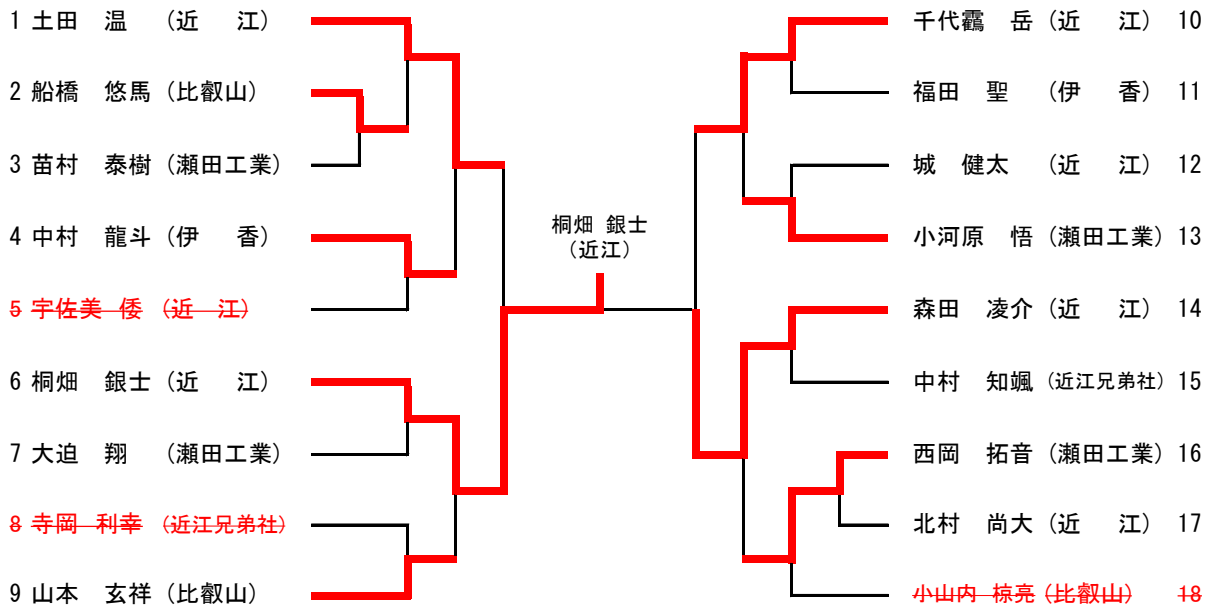 1 土田 温 (近 江)
2 船橋 悠馬 (比叡山)
3 苗村 泰樹 (瀬田工業)
4 中村 龍斗 (伊 香)
5 宇佐美 倭 (近 江)
6 桐畑 銀士 (近 江)
7 大迫 翔 (瀬田工業)
8 寺岡 利幸 (近江兄弟社)
9 山本 玄祥 (比叡山)
桐畑 銀士
(近江)
千代靍 岳 (近 江) 10
福田 聖 (伊 香) 11
城 健太 (近 江) 12
小河原 悟 (瀬田工業) 13
森田 凌介 (近 江) 14
中村 知颯 (近江兄弟社) 15
西岡 拓音 (瀬田工業) 16
北村 尚大 (近 江) 17
小山内 椋亮 (比叡山) 18